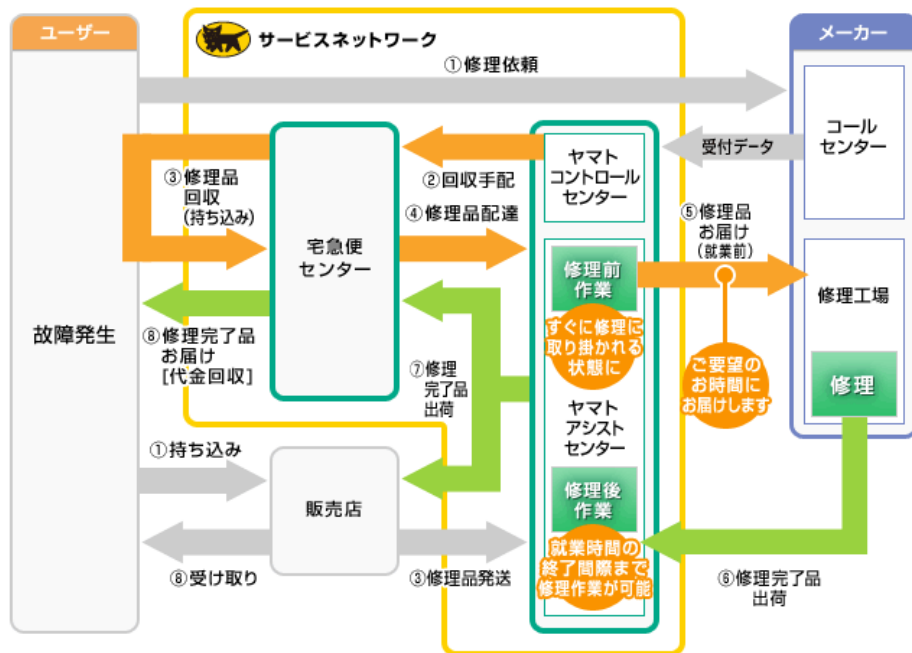 ユーザー
サービスネットワーク
メーカー
①修理依頼
コール
センター
受付データ
ヤマト
コントロール
センター
②回収手配
③修理品
回収
(持ち込み)
④修理品配達
⑤修理品
お届け
(就業前)
宅急便
センター
修理前
作業
すぐに修理に
取り掛かれる
状態に
修理工場
故障発生
⑧修理完了品
お届け
[代金回収]
⑦修理
完了品
出荷
ご要望の
お時間に
お届けします
修理
ヤマト
アシスト
センター
①持ち込み
販売店
修理後
作業
就業時間の
終了間際まで
修理作業が可能
⑧受け取り
③修理品発送
⑥修理完了品
出荷